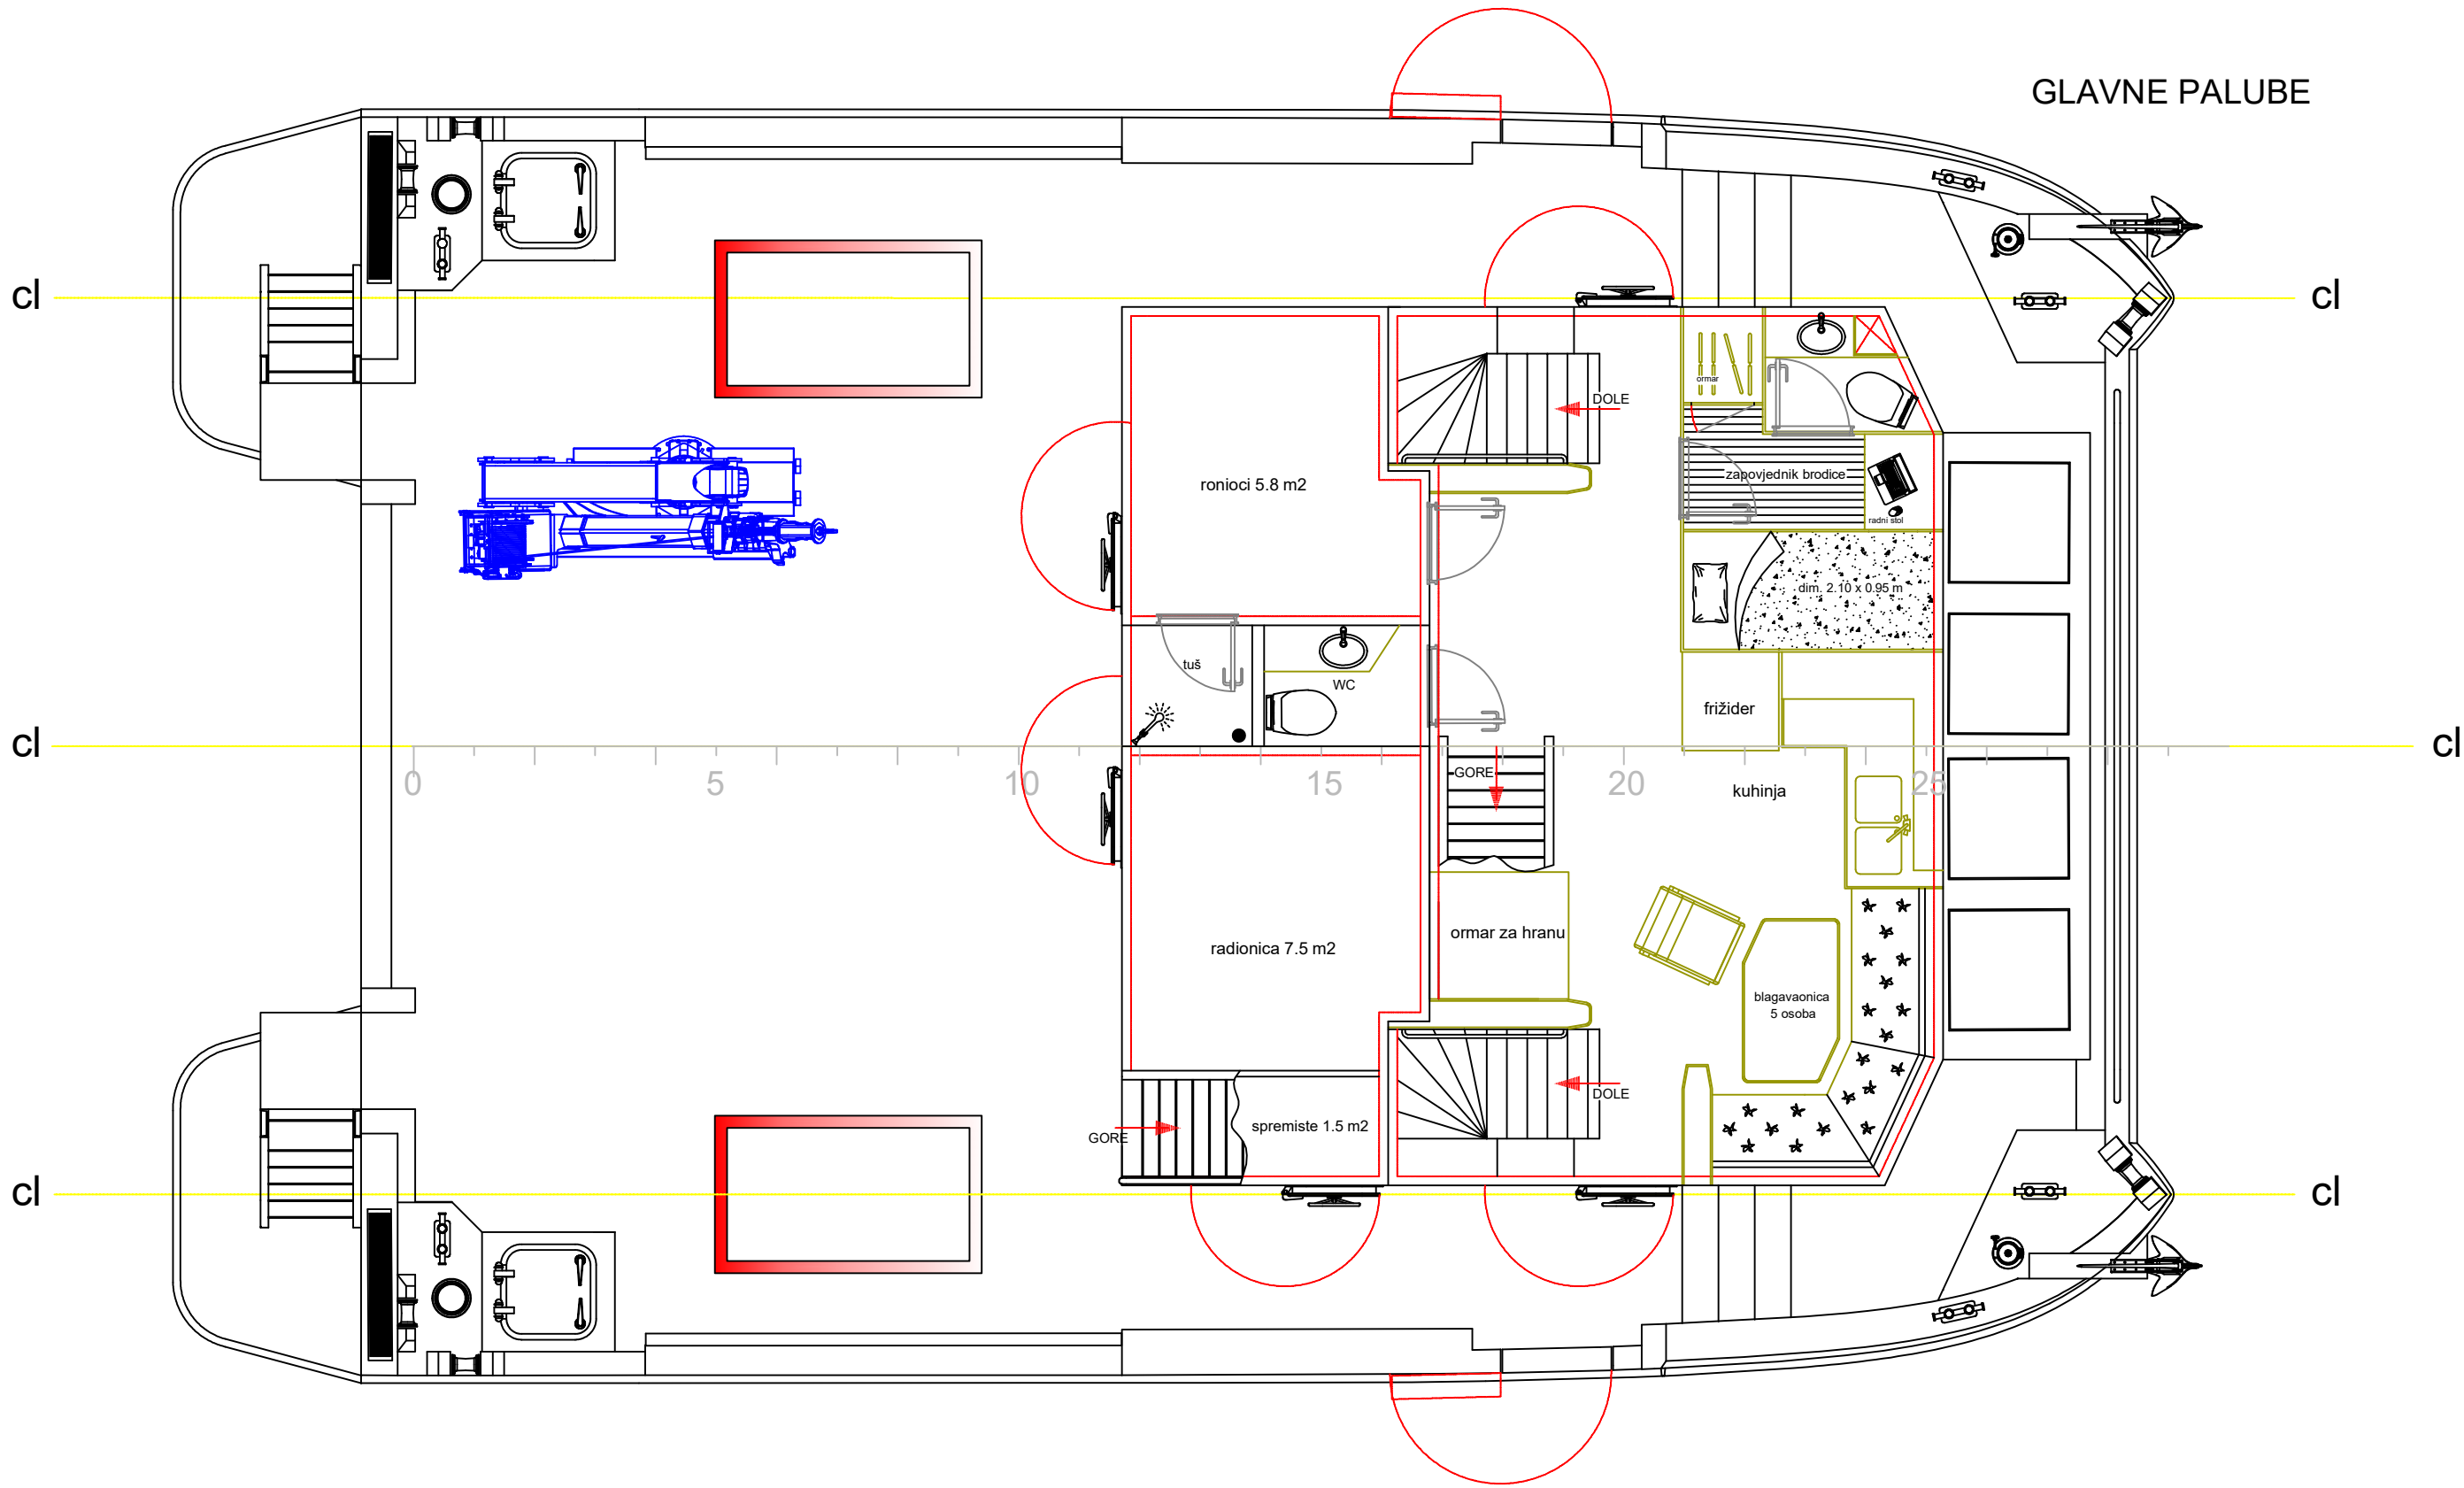 GLAVNE PALUBE
cl
cl
DOLE
ormar
ronioci 5.8 m2
zapovjednik brodice
radni stol
dim. 2.10 x 0.95 m
tuš
WC
frižider
cl
cl
0
5
10
15
20
25
GORE
kuhinja
ormar za hranu
radionica 7.5 m2
blagavaonica
5 osoba
DOLE
GORE
spremiste 1.5 m2
cl
cl